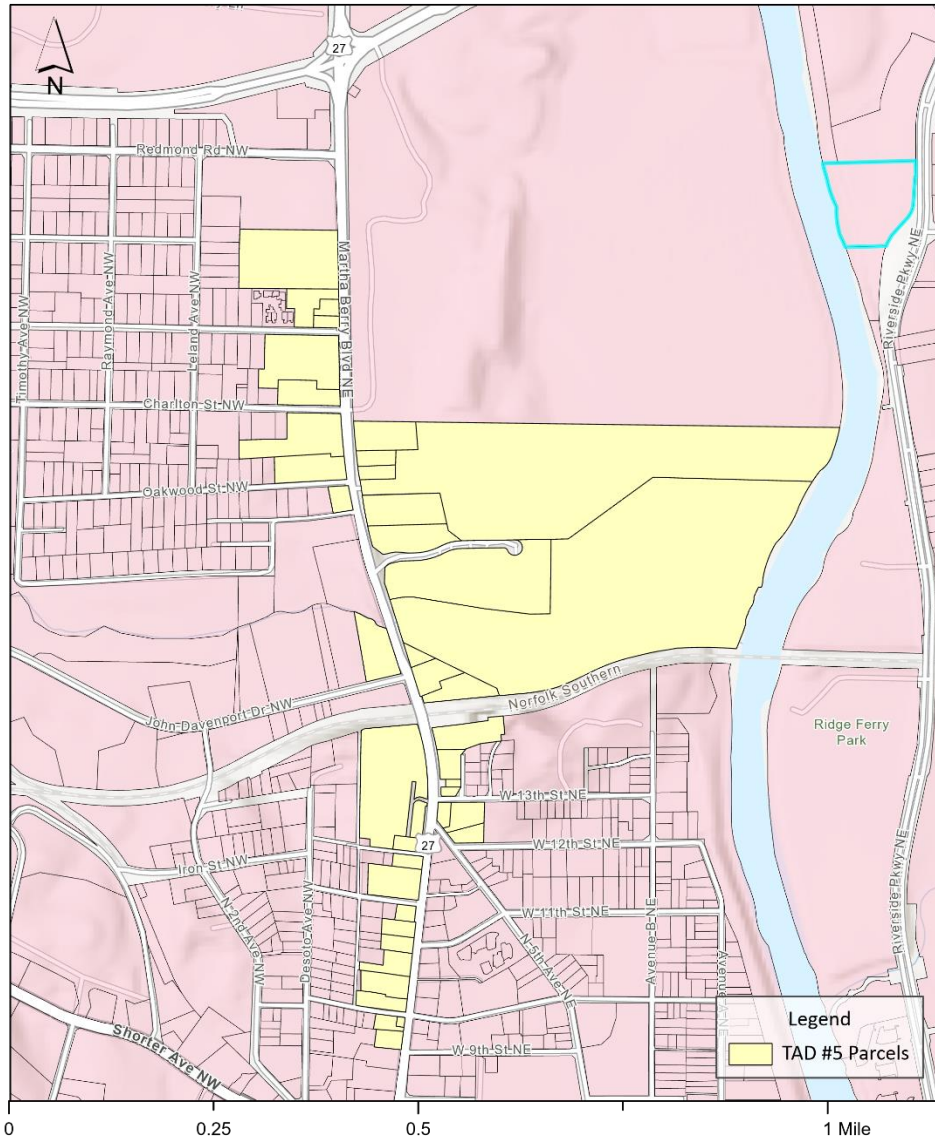 27
N
Redmond Rd NW
Martha Berry Blvd NE
Timothy Ave NW
Raymond Ave NW
Leland Ave NW
Riverside Pkwy NE
Charlton St NW
Oakwood St NW
Norfolk Southern
John Davenport Dr NW
Ridge Ferry
Park
W 13th St NE
27
W 12th St NE
Iron St NW
N 2nd Ave NW
Desoto Ave NW
W 11th St NE
N 5th Ave NE
Avenue B NE
Riverside Pkwy NE
Shorter Ave NW
W 9th St NE
Legend
TAD #5 Parcels
0
0.25
0.5
1 Mile